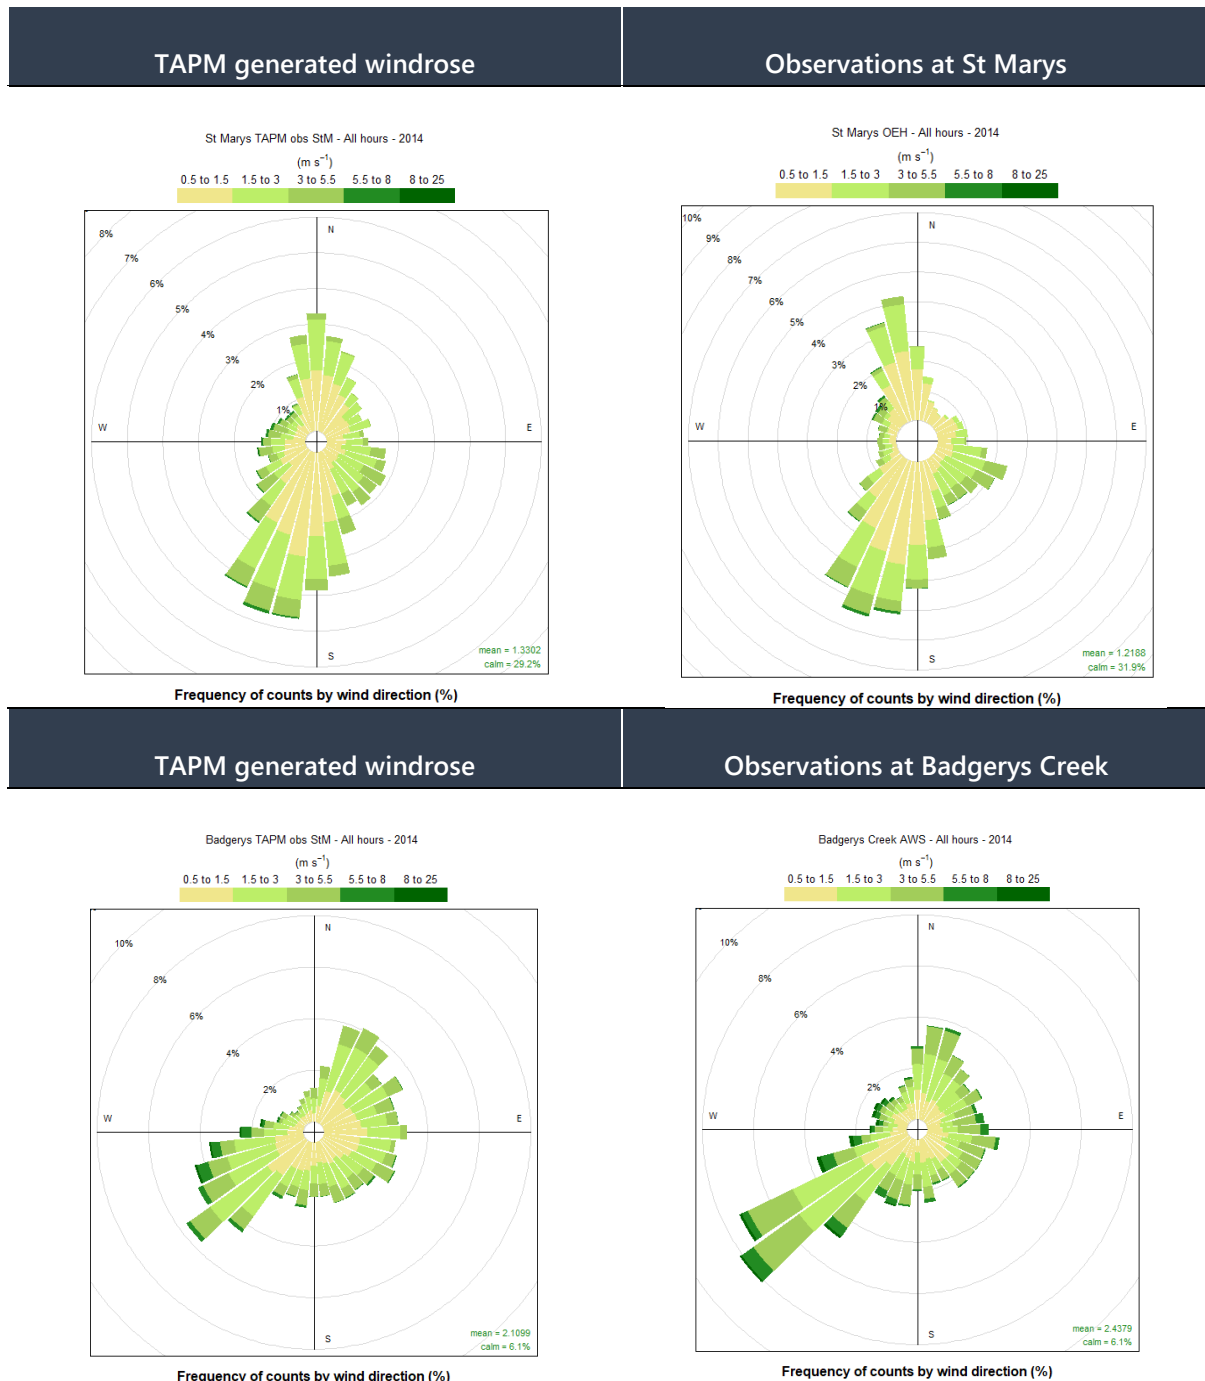 TAPM generated windrose
Observations at St Marys
St Marys TAPM obs StM - All hours - 2014
(m s⁻¹)
0.5 to 1.5 1.5 to 3 3 to 5.5 5.5 to 8 8 to 25
8%
7%
6%
5%
4%
3%
2%
1%
N
W
E
S
mean = 1.3302
calm = 29.2%
Frequency of counts by wind direction (%)
St Marys OEH - All hours - 2014
(m s⁻¹)
0.5 to 1.5 1.5 to 3 3 to 5.5 5.5 to 8 8 to 25
10%
9%
8%
7%
6%
5%
4%
3%
2%
1%
N
W
E
S
mean = 1.2188
calm = 31.9%
Frequency of counts by wind direction (%)
TAPM generated windrose
Observations at Badgerys Creek
Badgerys TAPM obs StM - All hours - 2014
(m s⁻¹)
0.5 to 1.5 1.5 to 3 3 to 5.5 5.5 to 8 8 to 25
10%
8%
6%
4%
2%
N
W
E
S
mean = 2.1099
calm = 6.1%
Frequency of counts by wind direction (%)
Badgerys Creek AWS - All hours - 2014
(m s⁻¹)
0.5 to 1.5 1.5 to 3 3 to 5.5 5.5 to 8 8 to 25
10%
8%
6%
4%
2%
N
W
E
S
mean = 2.4379
calm = 6.1%
Frequency of counts by wind direction (%)